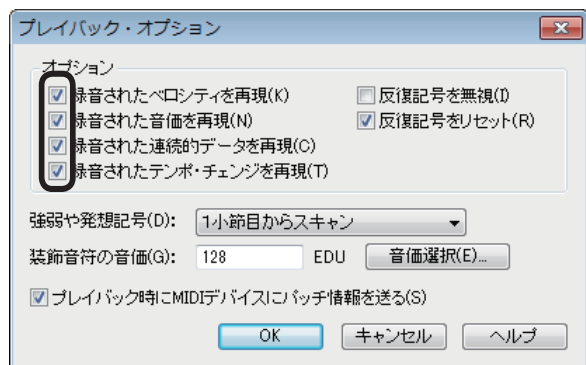 プレイバック・オプション
オプション
録音されたベロシティを再現(K)
録音された音価を再現(N)
録音された連続的データを再現(C)
録音されたテンポ・チェンジを再現(T)
反復記号を無視(I)
反復記号をリセット(R)
強弱や発想記号(D): 1小節目からスキャン
装飾音符の音価(G): 128 EDU 音価選択(E)...
プレイバック時にMIDIデバイスにパッチ情報を送る(S)
OK キャンセル ヘルプ